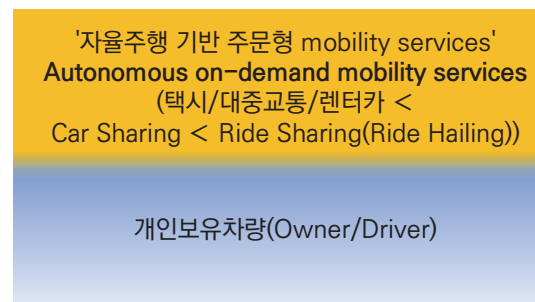 '자율주행 기반 주문형 mobility services'
Autonomous on-demand mobility services
(택시/대중교통/렌터카 <
Car Sharing < Ride Sharing(Ride Hailing))
개인보유차량(Owner/Driver)